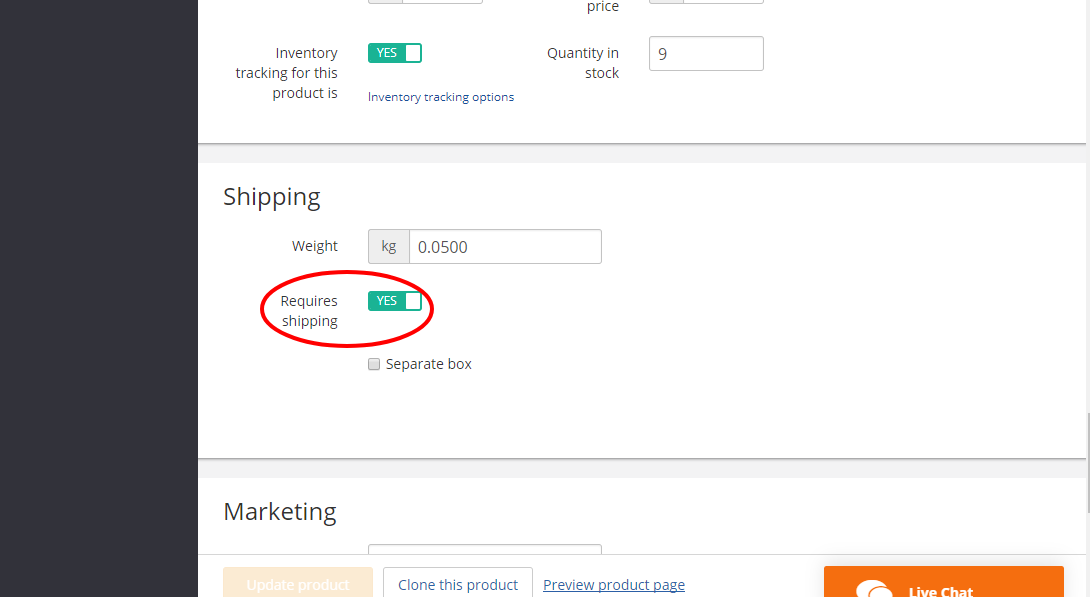 price
Inventory
tracking for this
product is
YES
Quantity in
stock
9
Inventory tracking options
Shipping
Weight
kg
0.0500
Requires
shipping
YES
Separate box
Marketing
Update product
Clone this product
Preview product page
Live Chat